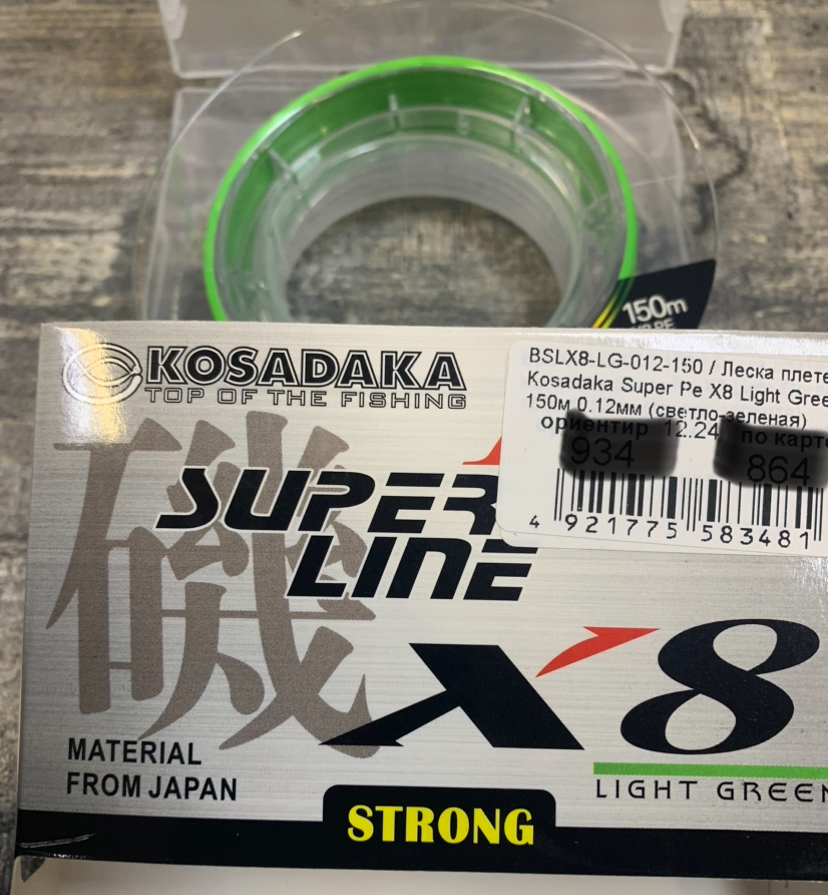 150m
KOSADAKA
TOP OF THE FISHING
BSLX8-LG-012-150 / Леска плете
Kosadaka Super Pe X8 Light Gree
150м 0.12мм (светло-зеленая)
ориентир 12.24 по карте
934 864
4 921775 583481
磯
SUPER
LINE
X8
LIGHT GREEN
MATERIAL
FROM JAPAN
STRONG